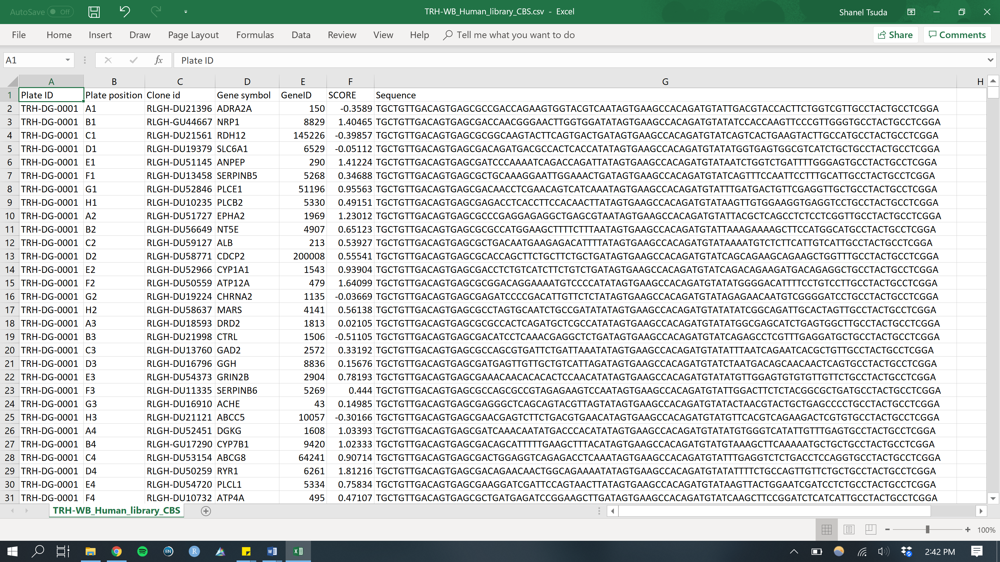 AutoSave Off TRH-WB_Human_library_CBS.csv - Excel Shanel Tsuda
File Home Insert Draw Page Layout Formulas Data Review View Help Tell me what you want to do Share Comments
A1 fx Plate ID
A B C D E F G H
1 Plate ID Plate position Clone id Gene symbol GeneID SCORE Sequence
2 TRH-DG-0001 A1 RLGH-DU21396 ADRA2A 150 -0.3589 TGCTGTTGACAGTGAGCGCCGACCAGAAGTGGTACGTCAATAGTGAAGCCACAGATGTATTGACGTACCACTTCTGGTCGTTGCCTACTGCCTCGGA
3 TRH-DG-0001 B1 RLGH-GU44667 NRP1 8829 1.40465 TGCTGTTGACAGTGAGCGACCAACGGGAACTTGGTGGATATAGTGAAGCCACAGATGTATATCCACCAAGTTCCCGTTGGGTGCCTACTGCCTCGGA
4 TRH-DG-0001 C1 RLGH-DU21561 RDH12 145226 -0.39857 TGCTGTTGACAGTGAGCGCGGCAAGTACTTCAGTGACTGATAGTGAAGCCACAGATGTATCAGTCACTGAAGTACTTGCCATGCCTACTGCCTCGGA
5 TRH-DG-0001 D1 RLGH-DU19379 SLC6A1 6529 -0.05112 TGCTGTTGACAGTGAGCGACAGATGACGCCACTCACCATATAGTGAAGCCACAGATGTATATGGTGAGTGGCGTCATCTGCTGCCTACTGCCTCGGA
6 TRH-DG-0001 E1 RLGH-DU51145 ANPEP 290 1.41224 TGCTGTTGACAGTGAGCGATCCCAAAATCAGACCAGATTATAGTGAAGCCACAGATGTATAATCTGGTCTGATTTTGGGAGTGCCTACTGCCTCGGA
7 TRH-DG-0001 F1 RLGH-DU13458 SERPINB5 5268 0.34688 TGCTGTTGACAGTGAGCGCTGCAAAGGAATTGGAAACTGATAGTGAAGCCACAGATGTATCAGTTTCCAATTCCTTTGCATTGCCTACTGCCTCGGA
8 TRH-DG-0001 G1 RLGH-DU52846 PLCE1 51196 0.95563 TGCTGTTGACAGTGAGCGACAACCTCGAACAGTCATCAAATAGTGAAGCCACAGATGTATTTGATGACTGTTCGAGGTTGCTGCCTACTGCCTCGGA
9 TRH-DG-0001 H1 RLGH-DU10235 PLCB2 5330 0.49151 TGCTGTTGACAGTGAGCGAGACCTCACCTTCCACAACTTATAGTGAAGCCACAGATGTATAAGTTGTGGAAGGTGAGGTCCTGCCTACTGCCTCGGA
10 TRH-DG-0001 A2 RLGH-DU51727 EPHA2 1969 1.23012 TGCTGTTGACAGTGAGCGCCCGAGGAGAGGCTGAGCGTAATAGTGAAGCCACAGATGTATTACGCTCAGCCTCTCCTCGGTTGCCTACTGCCTCGGA
11 TRH-DG-0001 B2 RLGH-DU56649 NT5E 4907 0.65123 TGCTGTTGACAGTGAGCGCGCCATGGAAGCTTTTCTTTAATAGTGAAGCCACAGATGTATTAAAGAAAAGCTTCCATGGCATGCCTACTGCCTCGGA
12 TRH-DG-0001 C2 RLGH-DU59127 ALB 213 0.53927 TGCTGTTGACAGTGAGCGCTGACAATGAAGAGACATTTTATAGTGAAGCCACAGATGTATAAAATGTCTCTTCATTGTCATTGCCTACTGCCTCGGA
13 TRH-DG-0001 D2 RLGH-DU58771 CDCP2 200008 0.55541 TGCTGTTGACAGTGAGCGCACCAGCTTCTGCTTCTGCTGATAGTGAAGCCACAGATGTATCAGCAGAAGCAGAAGCTGGTTTGCCTACTGCCTCGGA
14 TRH-DG-0001 E2 RLGH-DU52966 CYP1A1 1543 0.93904 TGCTGTTGACAGTGAGCGACCTCTGTCATCTTCTGTCTGATAGTGAAGCCACAGATGTATCAGACAGAAGATGACAGAGGCTGCCTACTGCCTCGGA
15 TRH-DG-0001 F2 RLGH-DU50559 ATP12A 479 1.64099 TGCTGTTGACAGTGAGCGCGGACAGGAAAATGTCCCCATATAGTGAAGCCACAGATGTATATGGGGACATTTTCCTGTCCTTGCCTACTGCCTCGGA
16 TRH-DG-0001 G2 RLGH-DU19224 CHRNA2 1135 -0.03669 TGCTGTTGACAGTGAGCGAGATCCCCGACATTGTTCTCTATAGTGAAGCCACAGATGTATAGAGAACAATGTCGGGGATCCTGCCTACTGCCTCGGA
17 TRH-DG-0001 H2 RLGH-DU58637 MARS 4141 0.56138 TGCTGTTGACAGTGAGCGCCTAGTGCAATCTGCCGATATATAGTGAAGCCACAGATGTATATATCGGCAGATTGCACTAGTTGCCTACTGCCTCGGA
18 TRH-DG-0001 A3 RLGH-DU18593 DRD2 1813 0.02105 TGCTGTTGACAGTGAGCGCGCCACTCAGATGCTCGCCATATAGTGAAGCCACAGATGTATATGGCGAGCATCTGAGTGGCTTGCCTACTGCCTCGGA
19 TRH-DG-0001 B3 RLGH-DU21998 CTRL 1506 -0.51105 TGCTGTTGACAGTGAGCGACATCCTCAAACGAGGCTCTGATAGTGAAGCCACAGATGTATCAGAGCCTCGTTTGAGGATGCTGCCTACTGCCTCGGA
20 TRH-DG-0001 C3 RLGH-DU13760 GAD2 2572 0.33192 TGCTGTTGACAGTGAGCGCCAGCGTGATTCTGATTAAATATAGTGAAGCCACAGATGTATATTTAATCAGAATCACGCTGTTGCCTACTGCCTCGGA
21 TRH-DG-0001 D3 RLGH-DU16796 GGH 8836 0.15676 TGCTGTTGACAGTGAGCGATGAGTTGTTGCTGTCATTAGATAGTGAAGCCACAGATGTATCTAATGACAGCAACAACTCAGTGCCTACTGCCTCGGA
22 TRH-DG-0001 E3 RLGH-DU54373 GRIN2B 2904 0.78193 TGCTGTTGACAGTGAGCGAAACAACACACACTCCAACATATAGTGAAGCCACAGATGTATATGTTGGAGTGTGTGTTGTTCTGCCTACTGCCTCGGA
23 TRH-DG-0001 F3 RLGH-DU11335 SERPINB6 5269 0.444 TGCTGTTGACAGTGAGCGCCAGCGCCGTAGAGAAGTCCAATAGTGAAGCCACAGATGTATTGGACTTCTCTACGGCGCTGATGCCTACTGCCTCGGA
24 TRH-DG-0001 G3 RLGH-DU16910 ACHE 43 0.14985 TGCTGTTGACAGTGAGCGAGGGCTCAGCAGTACGTTAGTATAGTGAAGCCACAGATGTATACTAACGTACTGCTGAGCCCCTGCCTACTGCCTCGGA
25 TRH-DG-0001 H3 RLGH-DU21121 ABCC5 10057 -0.30166 TGCTGTTGACAGTGAGCGAACGAGTCTTCTGACGTGAACATAGTGAAGCCACAGATGTATGTTCACGTCAGAAGACTCGTGTGCCTACTGCCTCGGA
26 TRH-DG-0001 A4 RLGH-DU52451 DGKG 1608 1.03393 TGCTGTTGACAGTGAGCGATCAAACAATATGACCCACATATAGTGAAGCCACAGATGTATATGTGGGTCATATTGTTTGAGTGCCTACTGCCTCGGA
27 TRH-DG-0001 B4 RLGH-GU17290 CYP7B1 9420 1.02333 TGCTGTTGACAGTGAGCGACAGCATTTTTGAAGCTTTACATAGTGAAGCCACAGATGTATGTAAAGCTTCAAAAATGCTGCTGCCTACTGCCTCGGA
28 TRH-DG-0001 C4 RLGH-DU53154 ABCG8 64241 0.90714 TGCTGTTGACAGTGAGCGACTGGAGGTCAGAGACCTCAAATAGTGAAGCCACAGATGTATTTGAGGTCTCTGACCTCCAGGTGCCTACTGCCTCGGA
29 TRH-DG-0001 D4 RLGH-DU50259 RYR1 6261 1.81216 TGCTGTTGACAGTGAGCGACAGAACAACTGGCAGAAAATATAGTGAAGCCACAGATGTATATTTTCTGCCAGTTGTTCTGCTGCCTACTGCCTCGGA
30 TRH-DG-0001 E4 RLGH-DU54720 PLCL1 5334 0.75834 TGCTGTTGACAGTGAGCGAAGGATCGATTCCAGTAACTTATAGTGAAGCCACAGATGTATAAGTTACTGGAATCGATCCTCTGCCTACTGCCTCGGA
31 TRH-DG-0001 F4 RLGH-DU10732 ATP4A 495 0.47107 TGCTGTTGACAGTGAGCGCTGATGAGATCCGGAAGCTTGATAGTGAAGCCACAGATGTATCAAGCTTCCGGATCTCATCATTGCCTACTGCCTCGGA
TRH-WB_Human_library_CBS
100%
EN R W X 2:42 PM